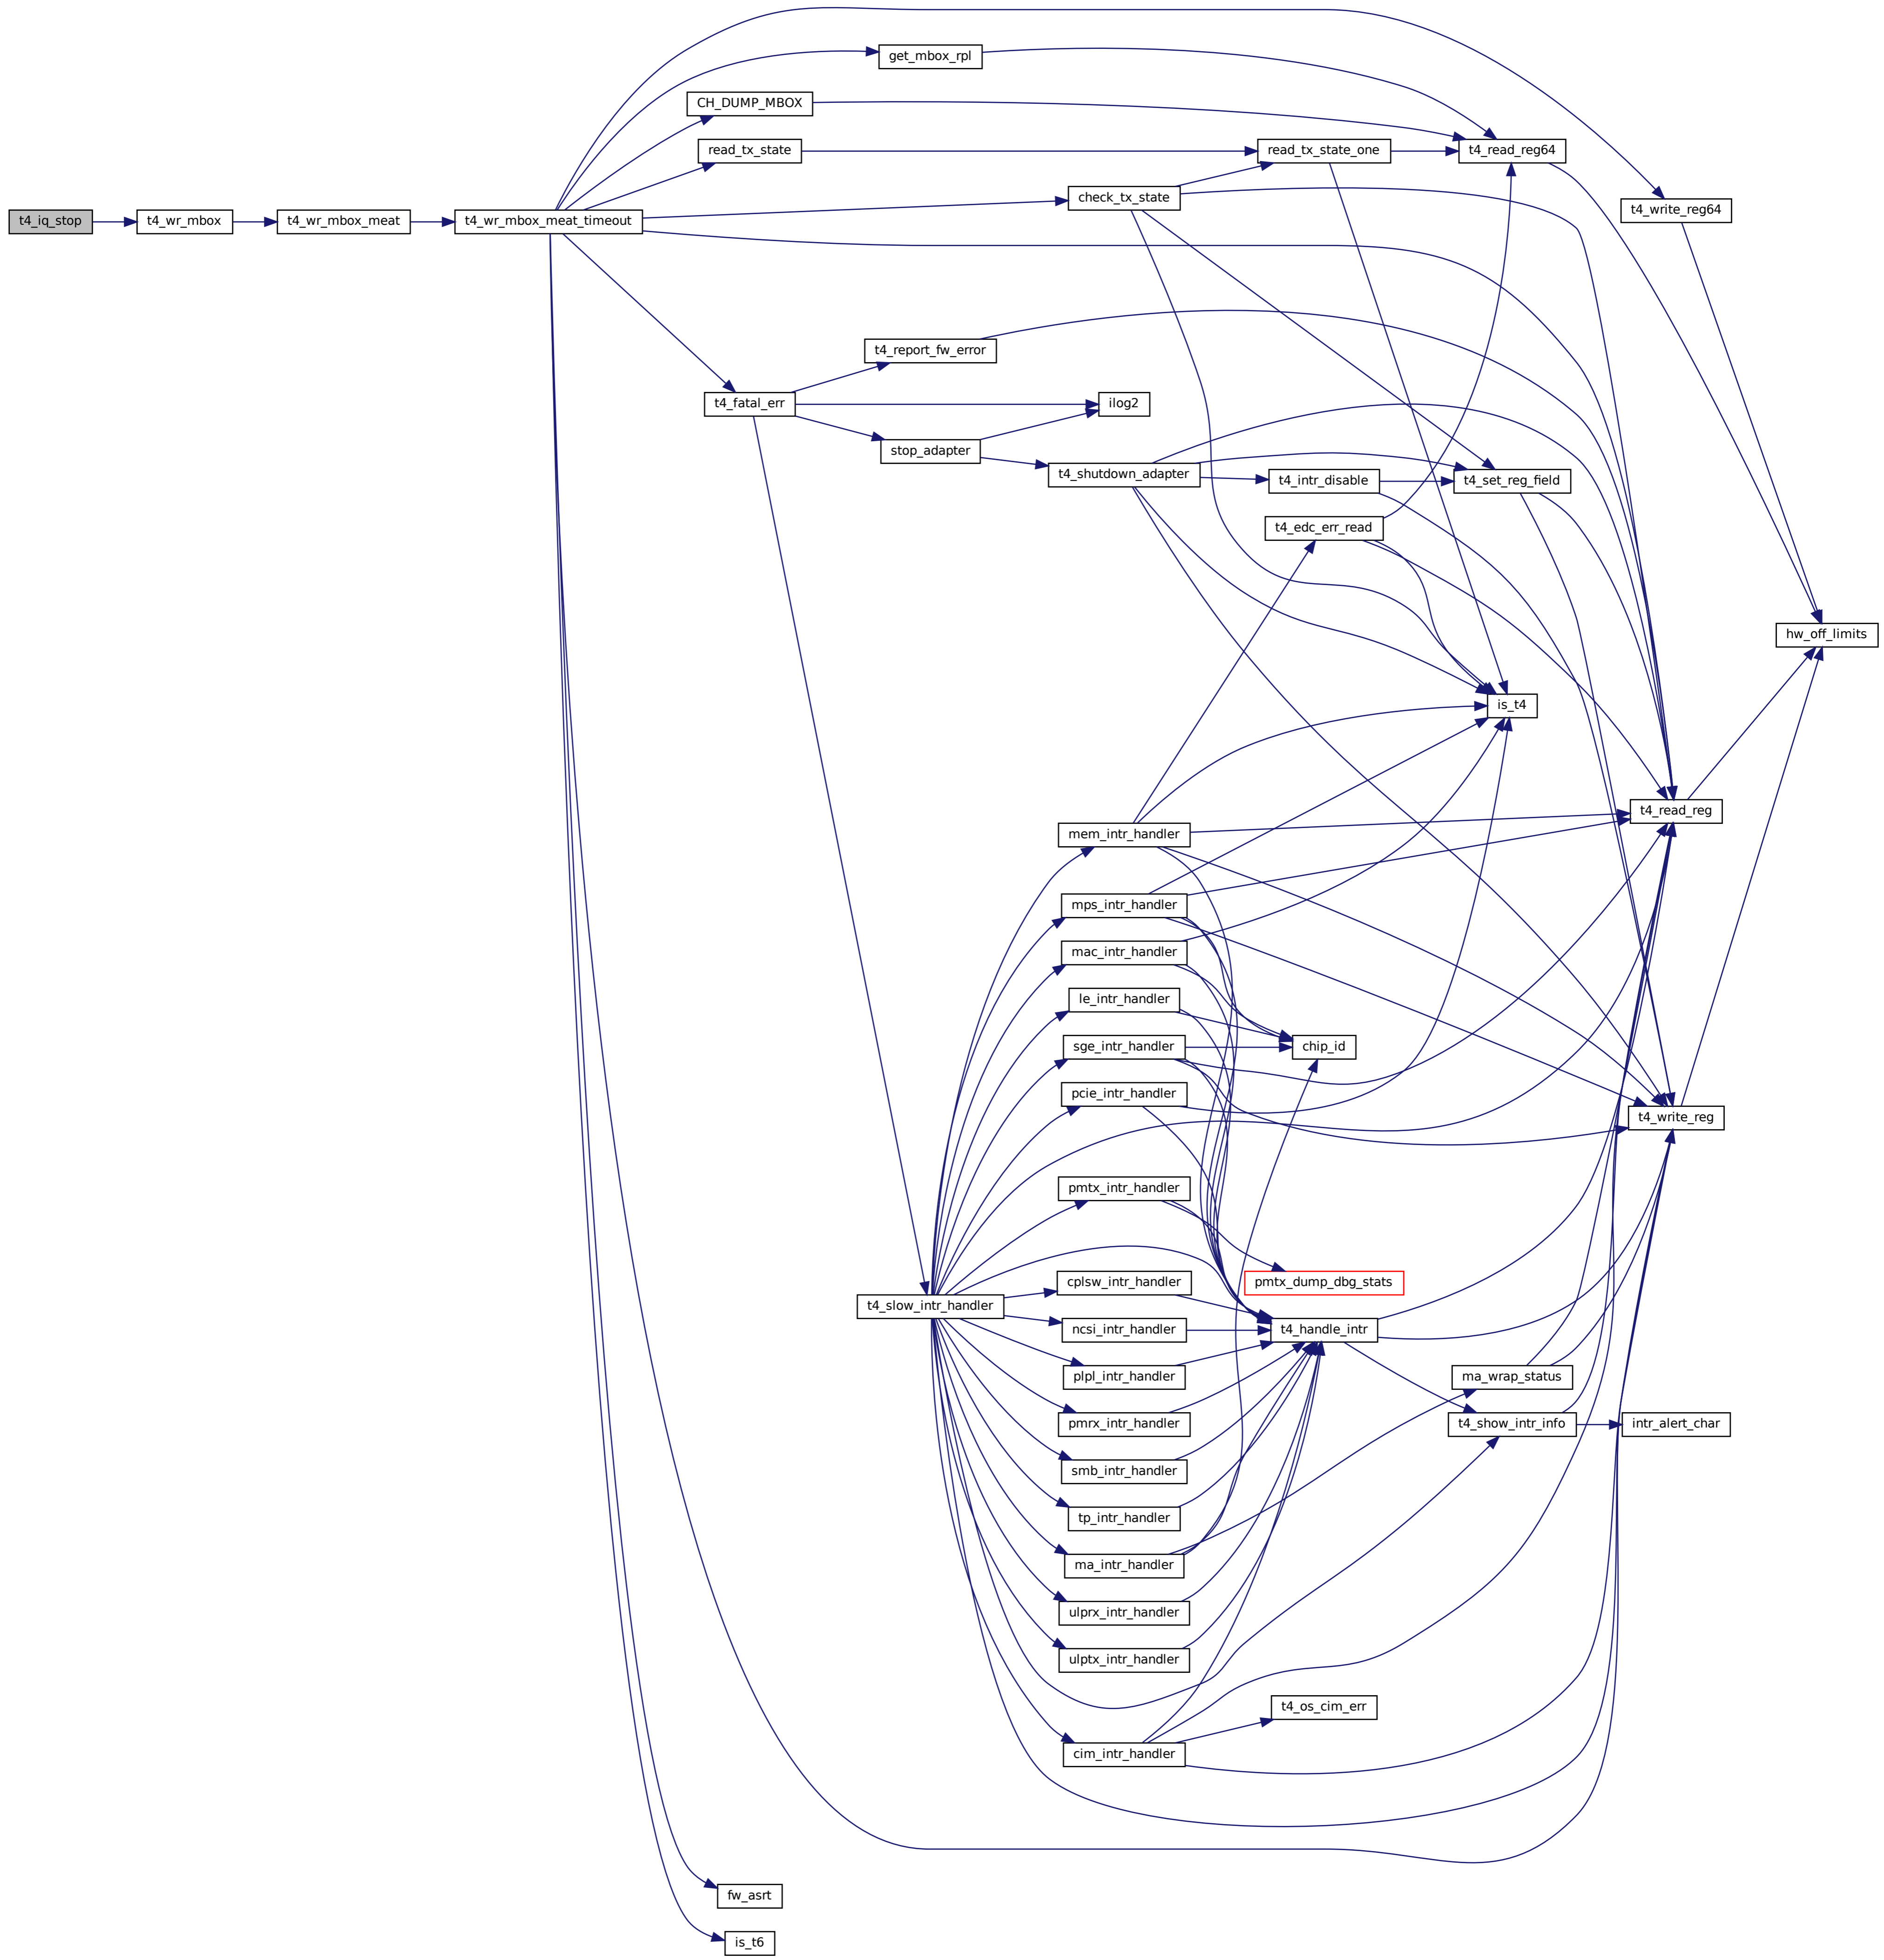 t4_iq_stop
t4_wr_mbox
t4_wr_mbox_meat
t4_wr_mbox_meat_timeout
get_mbox_rpl
CH_DUMP_MBOX
read_tx_state
read_tx_state_one
t4_read_reg64
check_tx_state
t4_write_reg64
t4_report_fw_error
t4_fatal_err
ilog2
stop_adapter
t4_shutdown_adapter
t4_intr_disable
t4_set_reg_field
t4_edc_err_read
hw_off_limits
is_t4
t4_read_reg
mem_intr_handler
mps_intr_handler
mac_intr_handler
le_intr_handler
sge_intr_handler
chip_id
pcie_intr_handler
t4_write_reg
pmtx_intr_handler
pmtx_dump_dbg_stats
cplsw_intr_handler
t4_slow_intr_handler
ncsi_intr_handler
t4_handle_intr
plpl_intr_handler
ma_wrap_status
pmrx_intr_handler
t4_show_intr_info
intr_alert_char
smb_intr_handler
tp_intr_handler
ma_intr_handler
ulprx_intr_handler
ulptx_intr_handler
t4_os_cim_err
cim_intr_handler
fw_asrt
is_t6